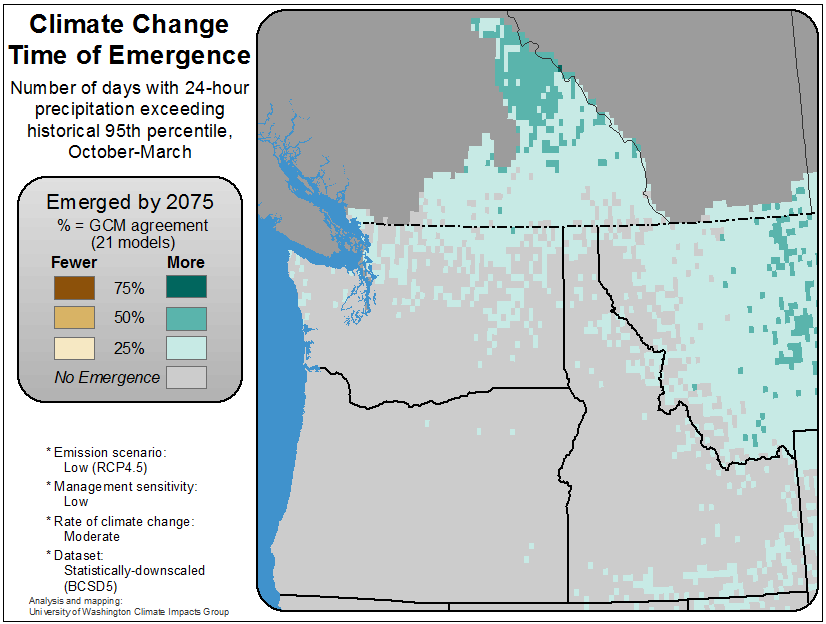 Climate Change
Time of Emergence
Number of days with 24-hour
precipitation exceeding
historical 95th percentile,
October-March
Emerged by 2075
% = GCM agreement
(21 models)
Fewer More
75%
50%
25%
No Emergence
* Emission scenario:
Low (RCP4.5)
* Management sensitivity:
Low
* Rate of climate change:
Moderate
* Dataset:
Statistically-downscaled
(BCSD5)
Analysis and mapping:
University of Washington Climate Impacts Group